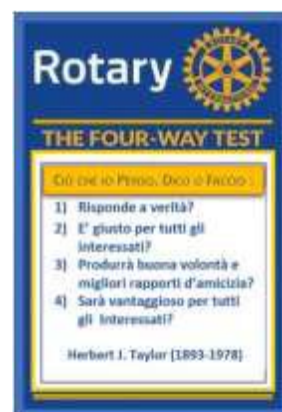 Rotary
THE FOUR-WAY TEST
Ciò che io Penso, Dico o Faccio :
1) Risponde a verità?
2) E' giusto per tutti gli
interessati?
3) Produrrà buona volontà e
migliori rapporti d'amicizia?
4) Sarà vantaggioso per tutti
gli Interessati?
Herbert J. Taylor (1893-1978)